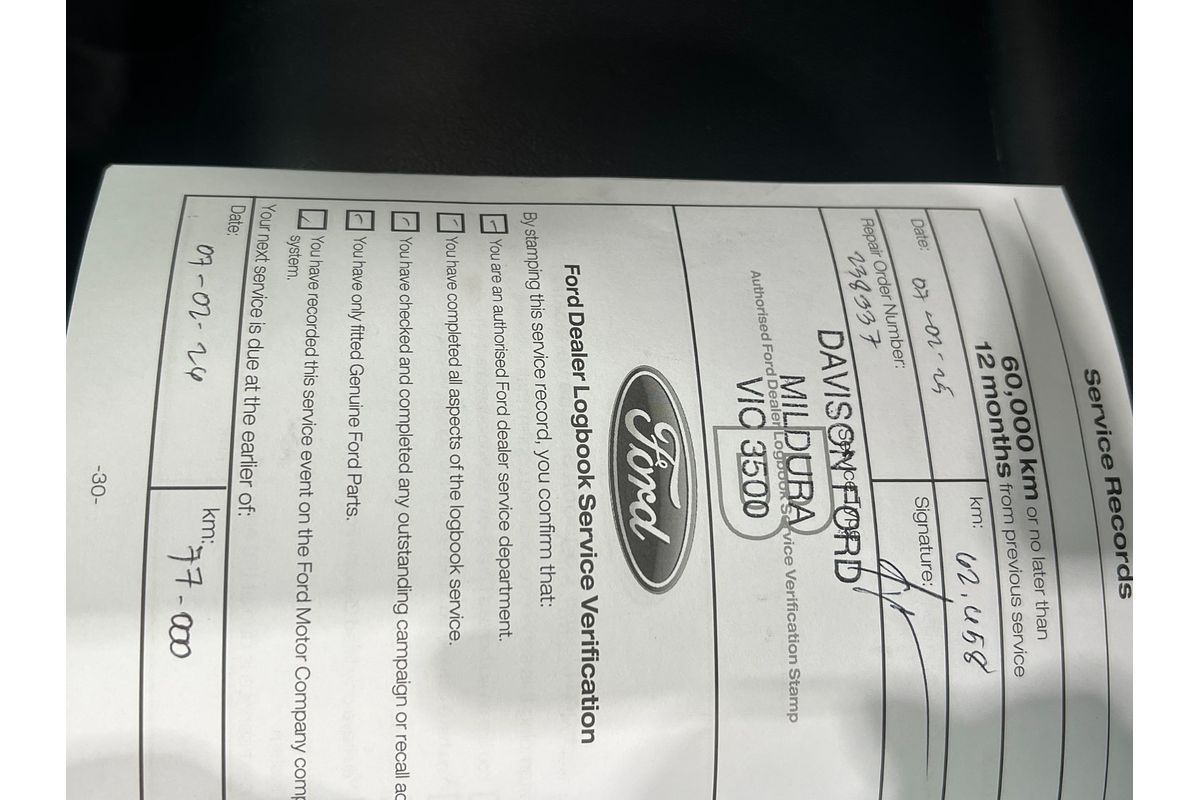 Service Records
60,000 km or no later than
12 months from previous service
Date: 07-02-25
km: 62,458
Repair Order Number:
238337
Signature:
DAVISON FORD
MILDURA
VIC 3500
Authorised Ford Dealer Logbook Service Verification Stamp
Ford
Ford Dealer Logbook Service Verification
By stamping this service record, you confirm that:
You are an authorised Ford dealer service department.
You have completed all aspects of the logbook service.
You have checked and completed any outstanding campaign or recall ac
You have only fitted Genuine Ford Parts.
You have recorded this service event on the Ford Motor Company comp
system.
Your next service is due at the earlier of:
Date: 07-02-26
km: 77-000
-30-